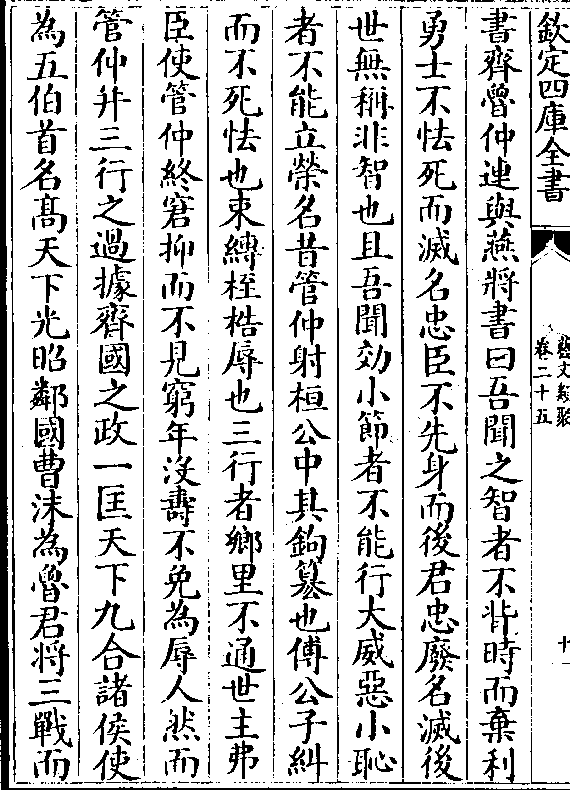 欽定四庫全書
藝文類聚
卷二十五
十一
書齊魯仲連與燕將書曰吾聞之智者不背時而棄利
勇士不怯死而滅名忠臣不先身而後君忠廢名滅後
世無稱非智也且吾聞効小節者不能行大威惡小恥
者不能立榮名昔管仲射桓公中其鉤簒也傅公子糾
而不死怯也束縛桎梏辱也三行者鄉里不通世主弗
臣使管仲終窘抑而不見窮年沒壽不免為辱人然而
管仲弁三行之過據齊國之政一匡天下九合諸侯使
為五伯首名髙天下光昭鄰國曹沫為魯君将三戰而